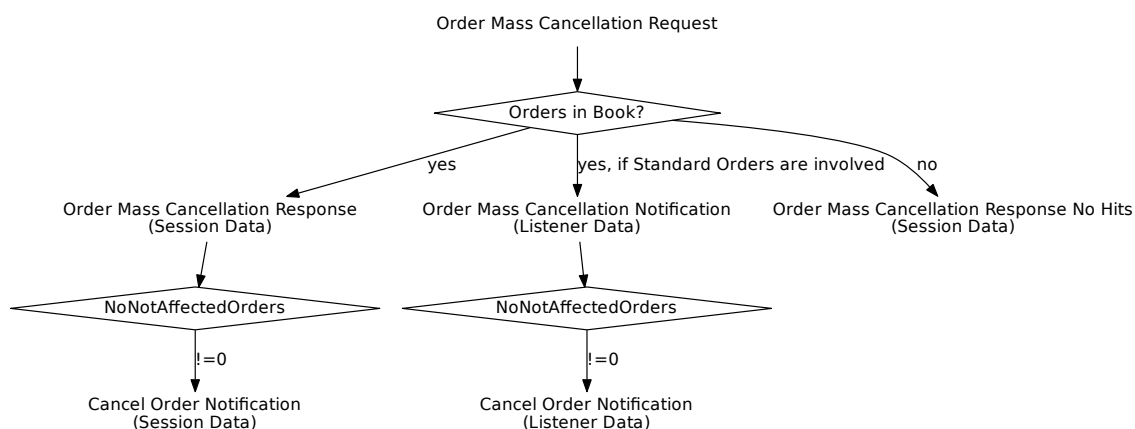 Order Mass Cancellation Request
Orders in Book?
yes
yes, if Standard Orders are involved
no
Order Mass Cancellation Response
(Session Data)
Order Mass Cancellation Notification
(Listener Data)
Order Mass Cancellation Response No Hits
(Session Data)
NoNotAffectedOrders
NoNotAffectedOrders
!=0
!=0
Cancel Order Notification
(Session Data)
Cancel Order Notification
(Listener Data)